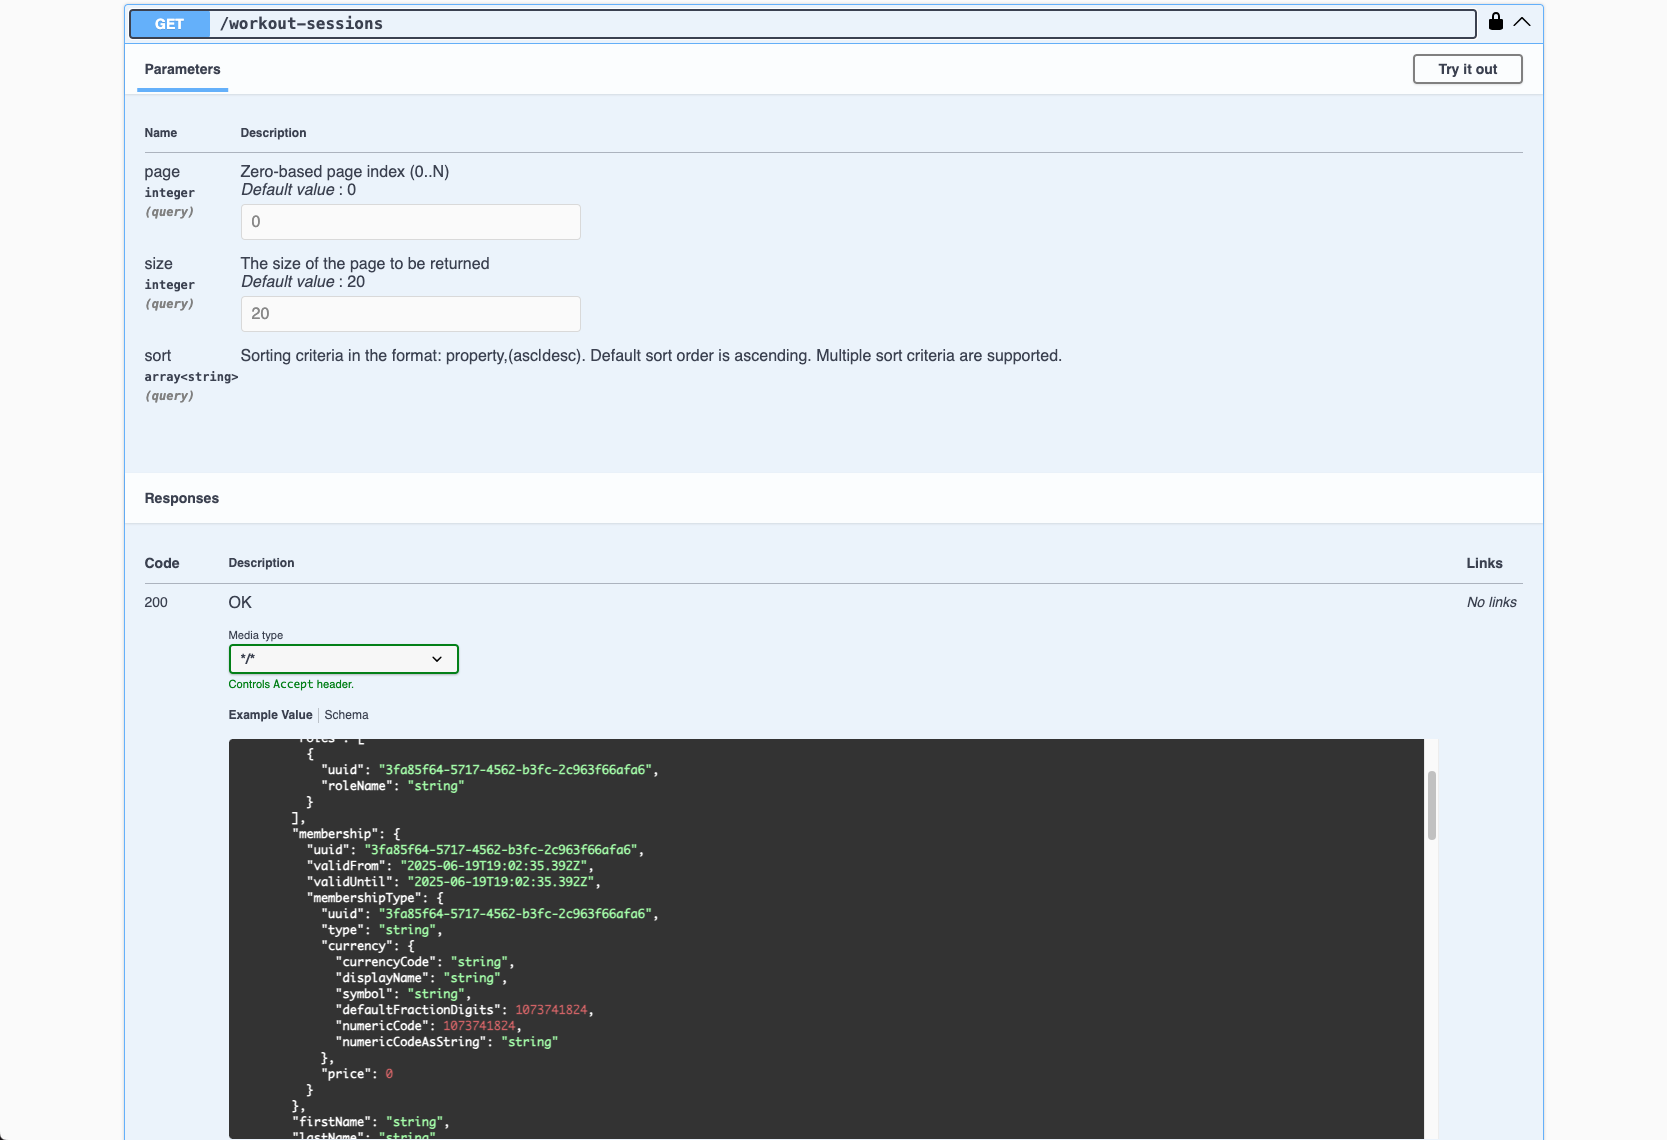 GET /workout-sessions
Parameters
Try it out
Name Description
page Zero-based page index (0..N)
integer Default value : 0
(query)
0
size The size of the page to be returned
integer Default value : 20
(query)
20
sort Sorting criteria in the format: property,(asc|desc). Default sort order is ascending. Multiple sort criteria are supported.
array<string>
(query)
Responses
Code Description Links
200 OK No links
Media type
*/*
Controls Accept header.
Example Value Schema
"roles": [
{
"uuid": "3fa85f64-5717-4562-b3fc-2c963f66afa6",
"roleName": "string"
}
],
"membership": {
"uuid": "3fa85f64-5717-4562-b3fc-2c963f66afa6",
"validFrom": "2025-06-19T19:02:35.392Z",
"validUntil": "2025-06-19T19:02:35.392Z",
"membershipType": {
"uuid": "3fa85f64-5717-4562-b3fc-2c963f66afa6",
"type": "string",
"currency": {
"currencyCode": "string",
"displayName": "string",
"symbol": "string",
"defaultFractionDigits": 1073741824,
"numericCode": 1073741824,
"numericCodeAsString": "string"
},
"price": 0
}
},
"firstName": "string",
"lastName": "string"